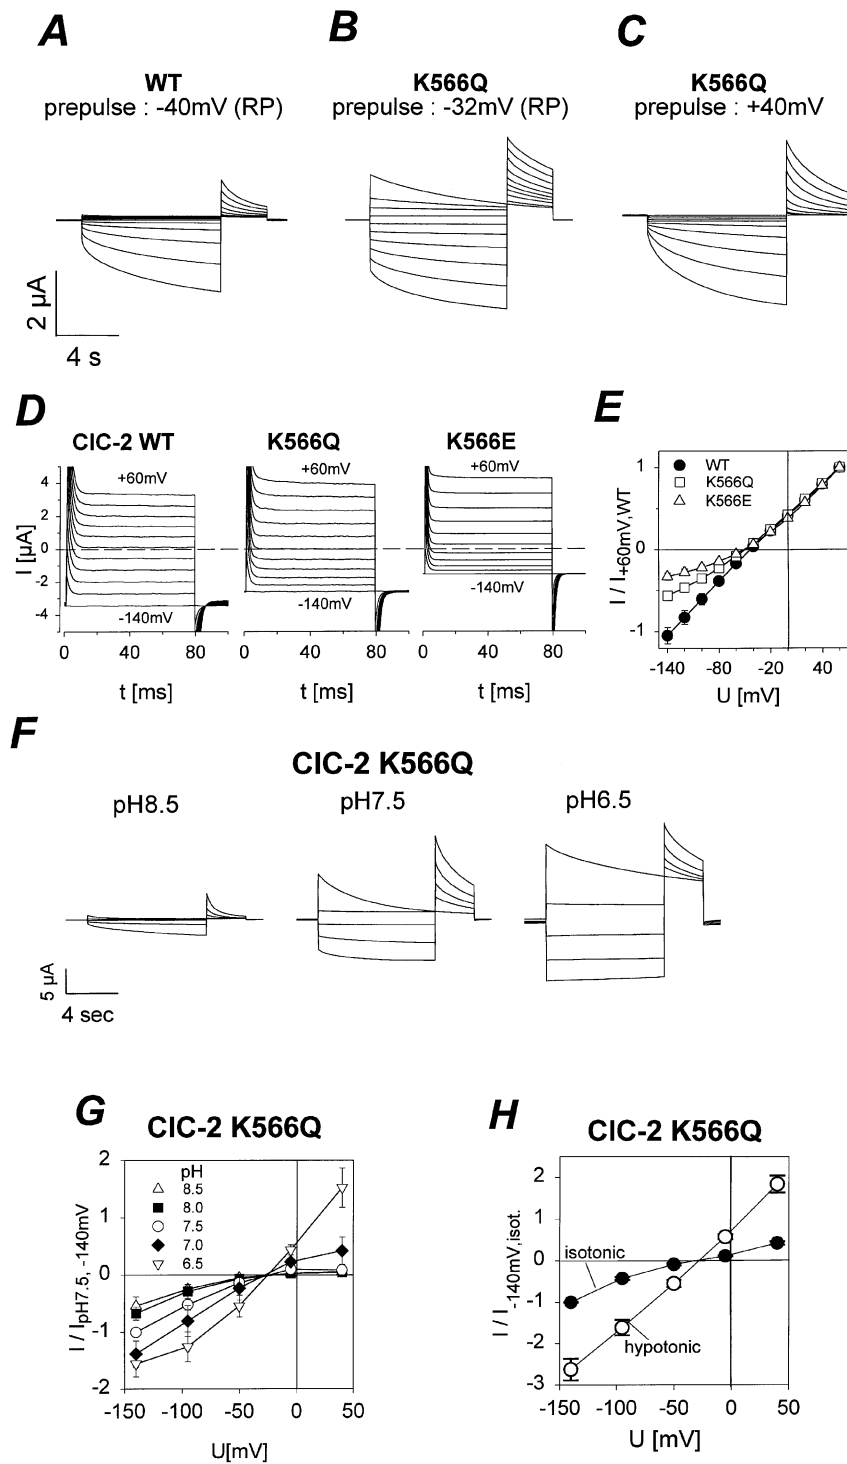 A
B
C
WT
prepulse : -40mV (RP)
K566Q
prepulse : -32mV (RP)
K566Q
prepulse : +40mV
2 µA
4 s
D
E
ClC-2 WT
K566Q
K566E
+60mV
+60mV
+60mV
I [µA]
4
2
0
-2
-4
-140mV
-140mV
-140mV
0 40 80
0 40 80
0 40 80
t [ms]
t [ms]
t [ms]
WT
K566Q
K566E
I / I+60mV,WT
1
0
-1
-140 -80 -20 40
U [mV]
F
ClC-2 K566Q
pH8.5
pH7.5
pH6.5
5 µA
4 sec
G
ClC-2 K566Q
pH
8.5
8.0
7.5
7.0
6.5
I / IpH7.5, -140mV
2
1
0
-1
-2
-150 -100 -50 0 50
U[mV]
H
ClC-2 K566Q
I / I-140mV,isot.
2
1
0
-1
-2
-3
isotonic
hypotonic
-150 -100 -50 0 50
U [mV]